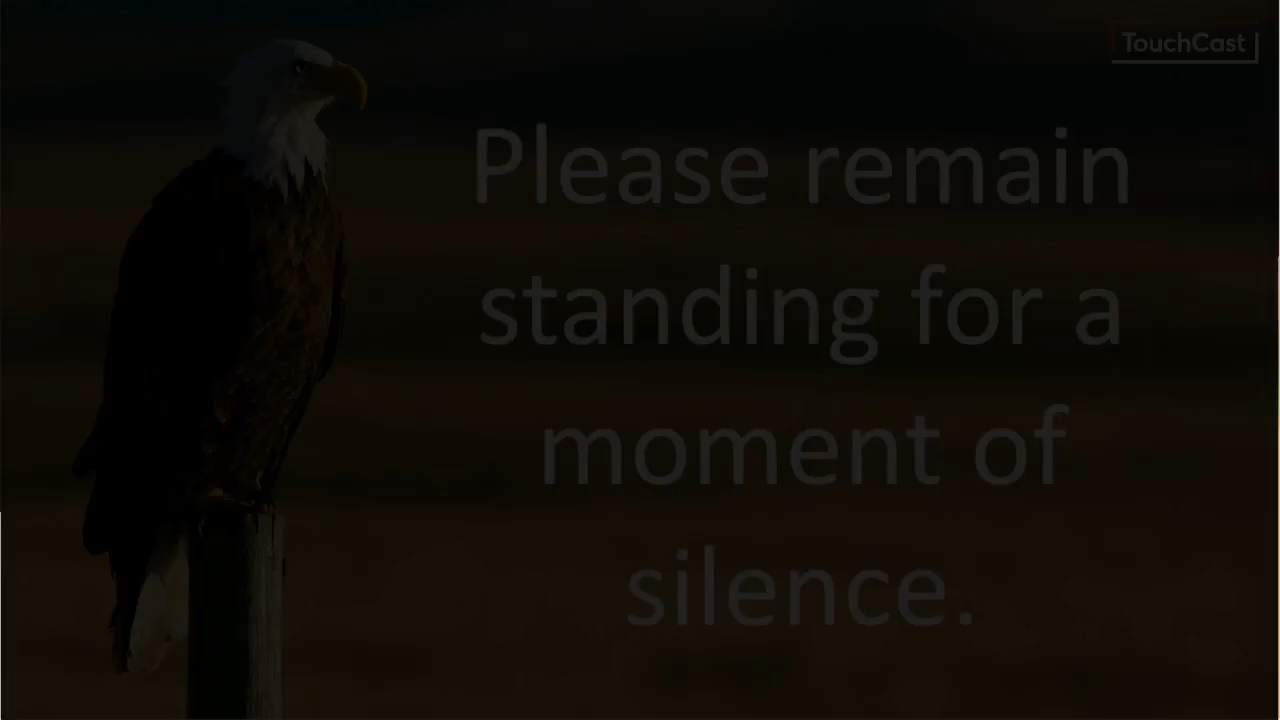 TouchCast
Please remain
standing for a
moment of
silence.